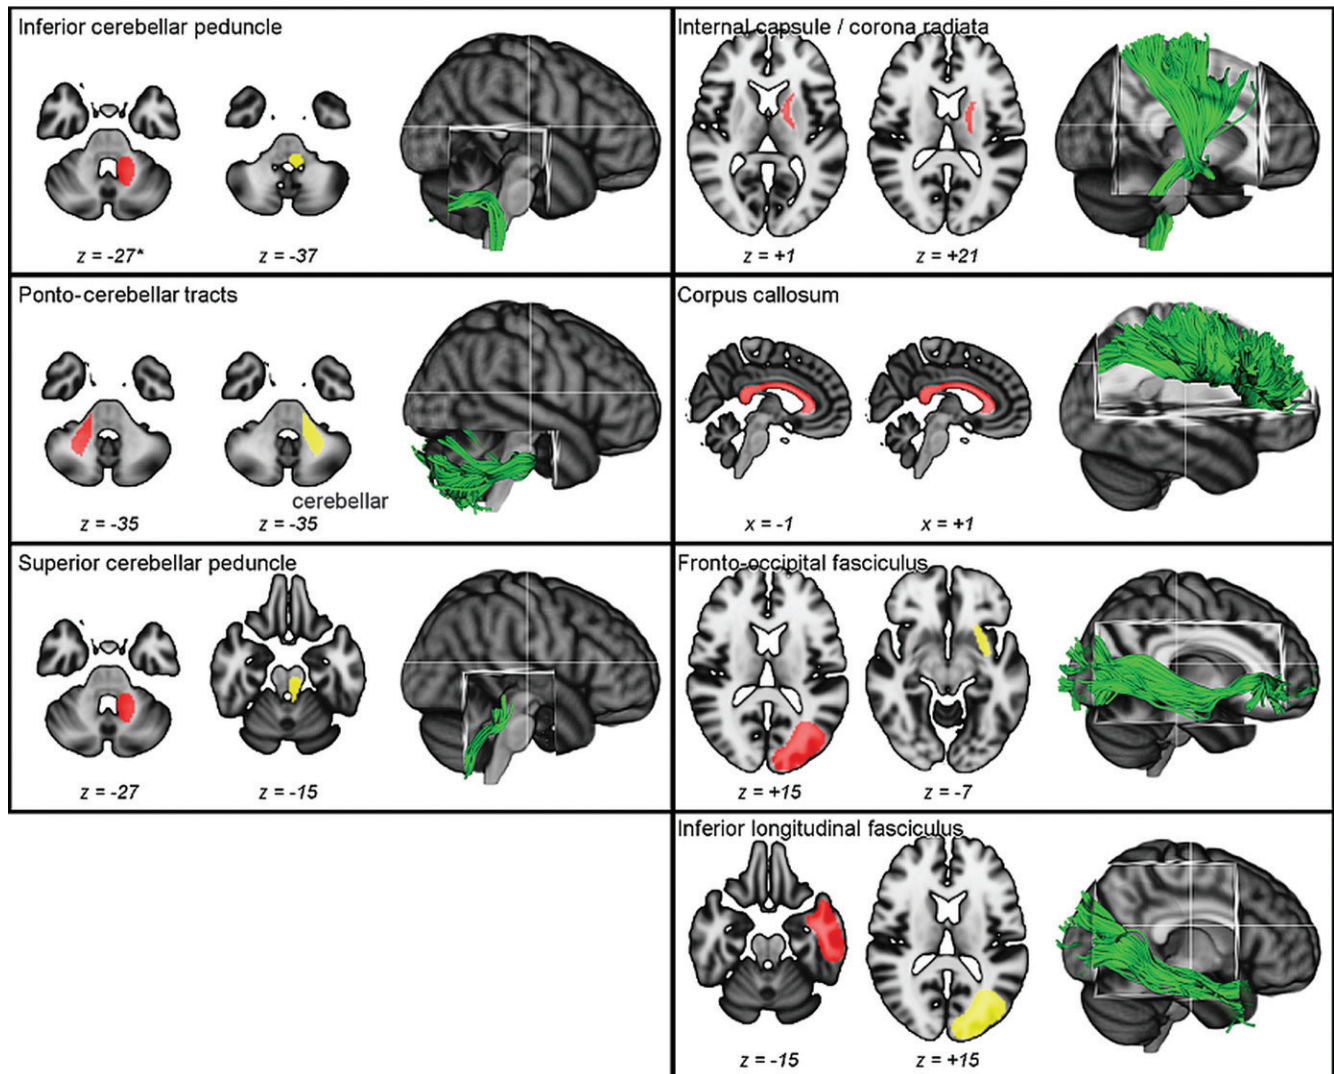 Inferior cerebellar peduncle
z = -27*
z = -37
Internal capsule / corona radiata
z = +1
z = +21
Ponto-cerebellar tracts
cerebellar
z = -35
z = -35
Corpus callosum
x = -1
x = +1
Superior cerebellar peduncle
z = -27
z = -15
Fronto-occipital fasciculus
z = +15
z = -7
Inferior longitudinal fasciculus
z = -15
z = +15